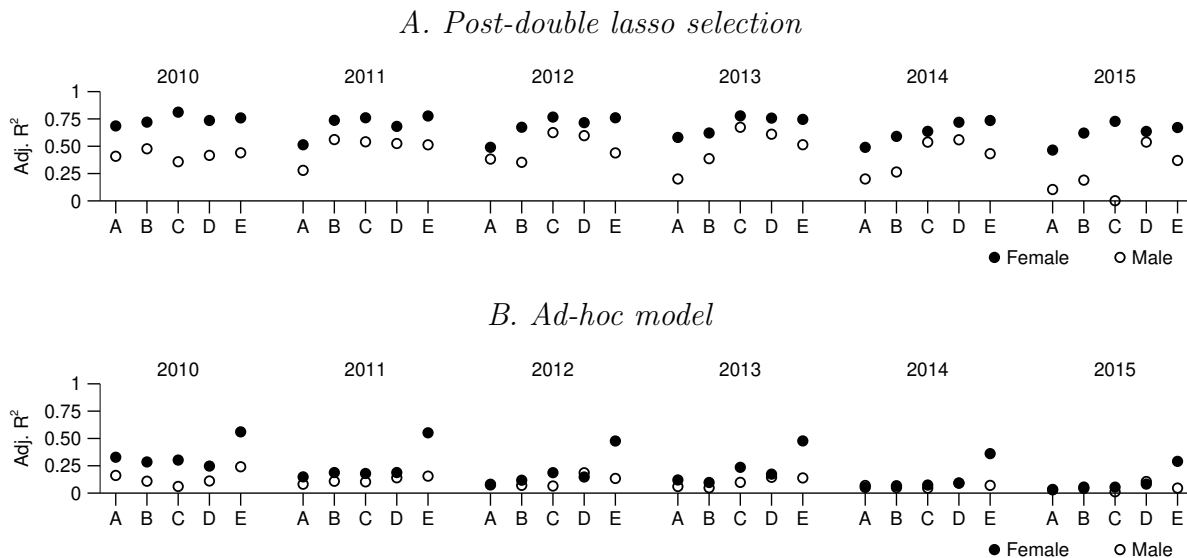 A. Post-double lasso selection
2010 2011 2012 2013 2014 2015
1
0.75
0.50
0.25
0
Adj. R²
A B C D E A B C D E A B C D E A B C D E A B C D E A B C D E
Female Male
B. Ad-hoc model
2010 2011 2012 2013 2014 2015
1
0.75
0.50
0.25
0
Adj. R²
A B C D E A B C D E A B C D E A B C D E A B C D E A B C D E
Female Male